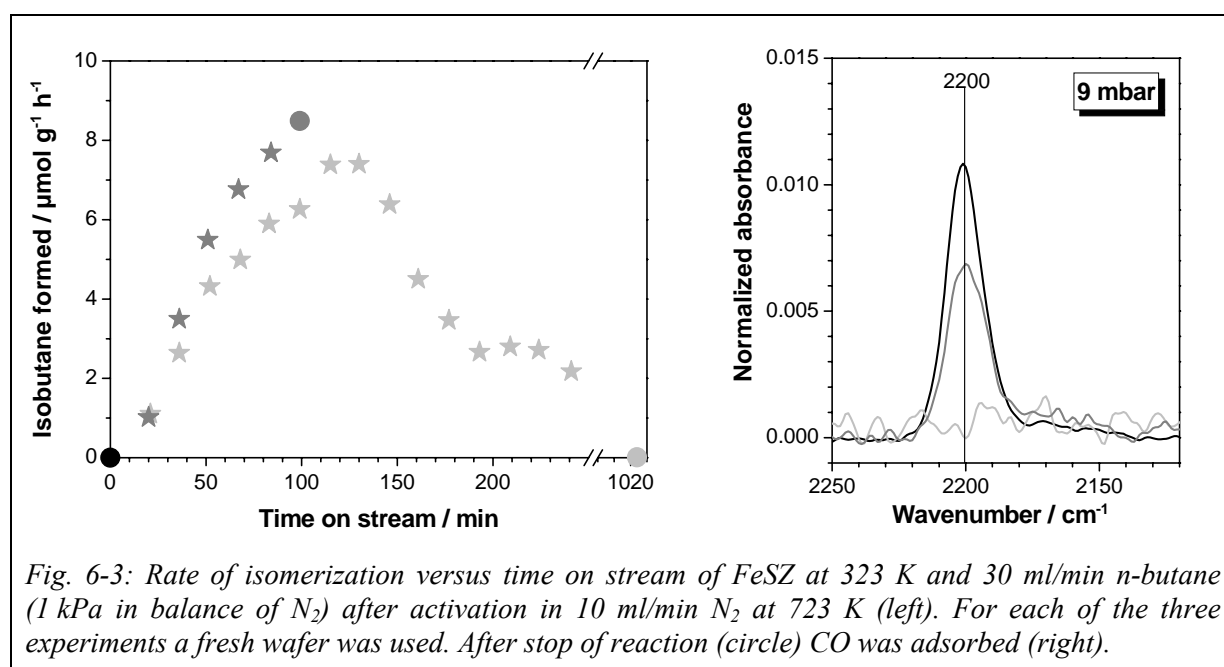 10
8
6
4
2
0
0
50
100
150
200
1020
Isobutane formed / µmol g⁻¹ h⁻¹
Time on stream / min
0.015
0.010
0.005
0.000
2250
2200
2150
2200
9 mbar
Normalized absorbance
Wavenumber / cm⁻¹
Fig. 6-3: Rate of isomerization versus time on stream of FeSZ at 323 K and 30 ml/min n-butane
(1 kPa in balance of N₂) after activation in 10 ml/min N₂ at 723 K (left). For each of the three
experiments a fresh wafer was used. After stop of reaction (circle) CO was adsorbed (right).